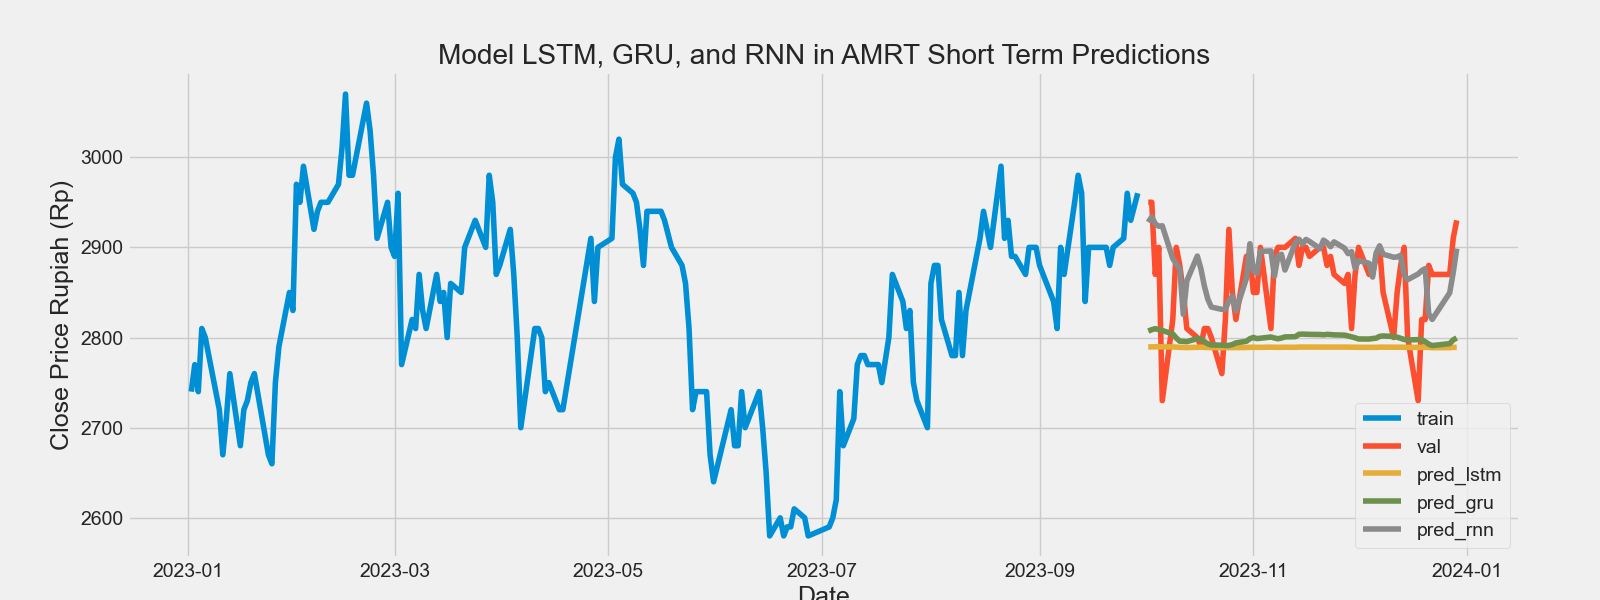 Model LSTM, GRU, and RNN in AMRT Short Term Predictions
Close Price Rupiah (Rp)
3000
2900
2800
2700
2600
train
val
pred_lstm
pred_gru
pred_rnn
2023-01 2023-03 2023-05 2023-07 2023-09 2023-11 2024-01
Date